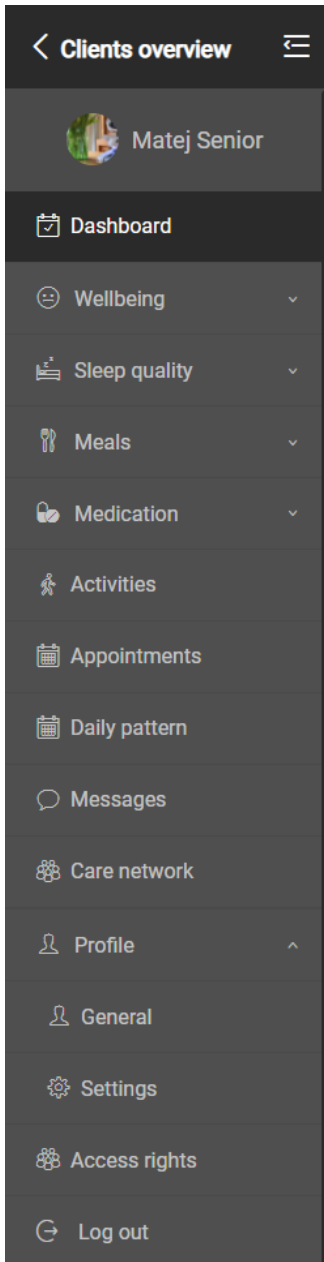 Clients overview
Matej Senior
Dashboard
Wellbeing
Sleep quality
Meals
Medication
Activities
Appointments
Daily pattern
Messages
Care network
Profile
General
Settings
Access rights
Log out